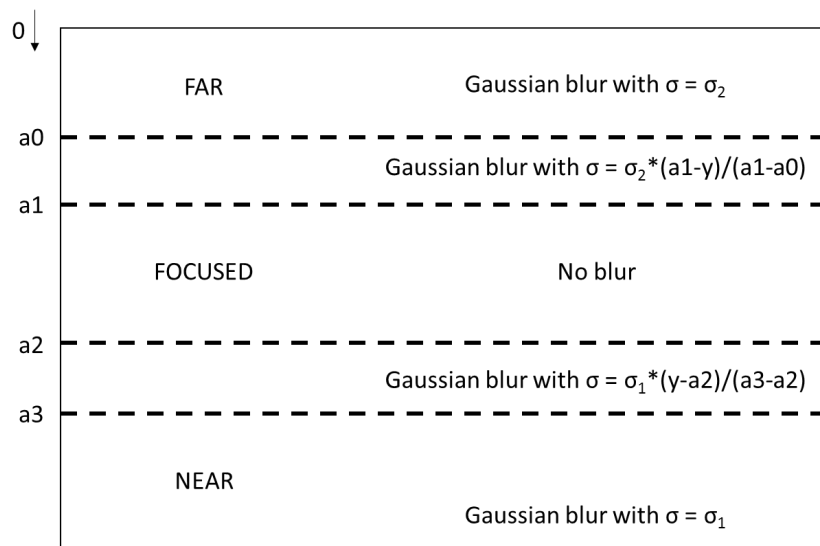 0
FAR
Gaussian blur with σ = σ₂
a0
Gaussian blur with σ = σ₂*(a1-y)/(a1-a0)
a1
FOCUSED
No blur
a2
Gaussian blur with σ = σ₁*(y-a2)/(a3-a2)
a3
NEAR
Gaussian blur with σ = σ₁